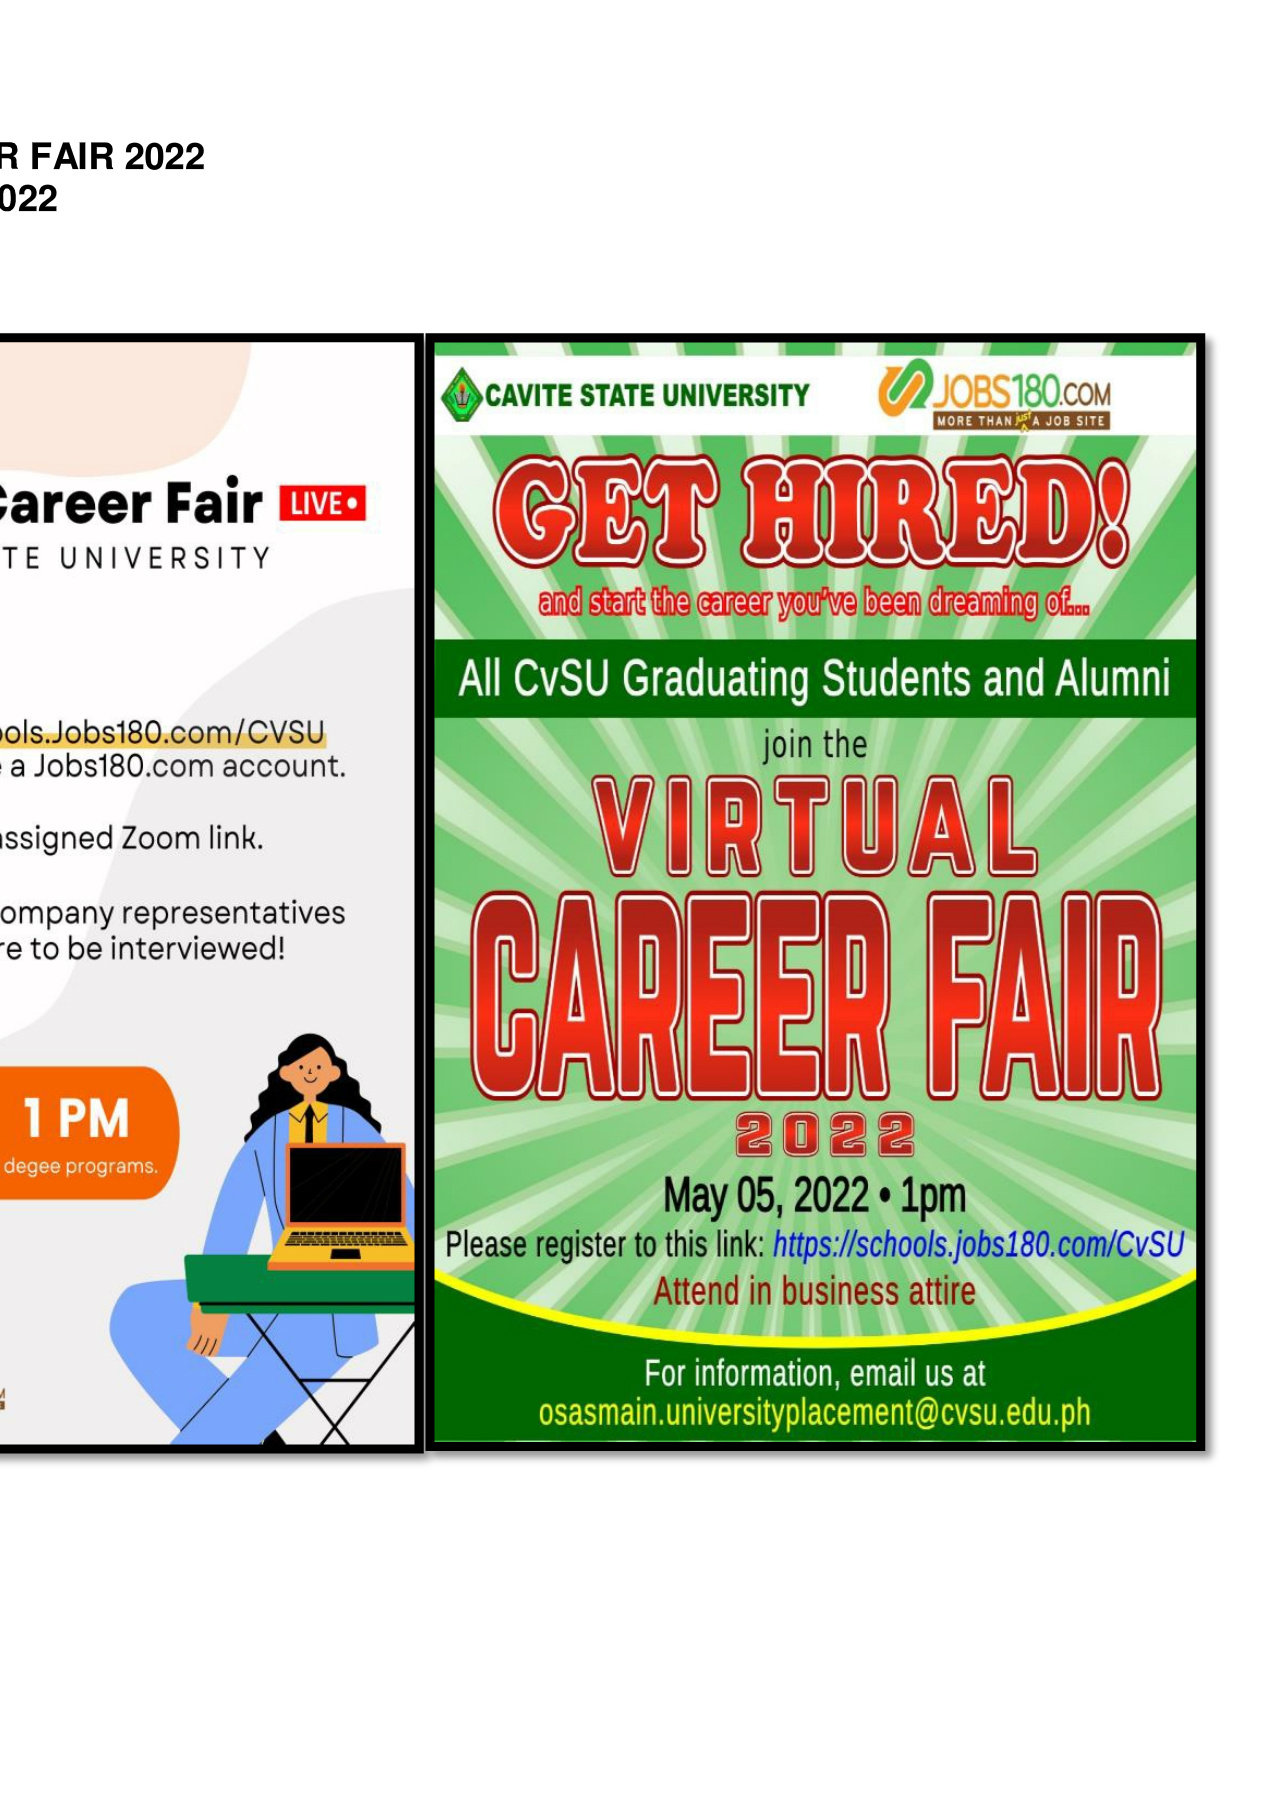 R FAIR 2022
022
Career Fair LIVE•
TE UNIVERSITY
ools.Jobs180.com/CVSU
e a Jobs180.com account.
assigned Zoom link.
ompany representatives
re to be interviewed!
1 PM
degee programs.
CAVITE STATE UNIVERSITY
JOBS180.COM
MORE THAN just A JOB SITE
GET HIRED!
and start the career you've been dreaming of...
All CvSU Graduating Students and Alumni
join the
VIRTUAL
CAREER FAIR
2022
May 05, 2022 • 1pm
Please register to this link: https://schools.jobs180.com/CvSU
Attend in business attire
For information, email us at
osasmain.universityplacement@cvsu.edu.ph